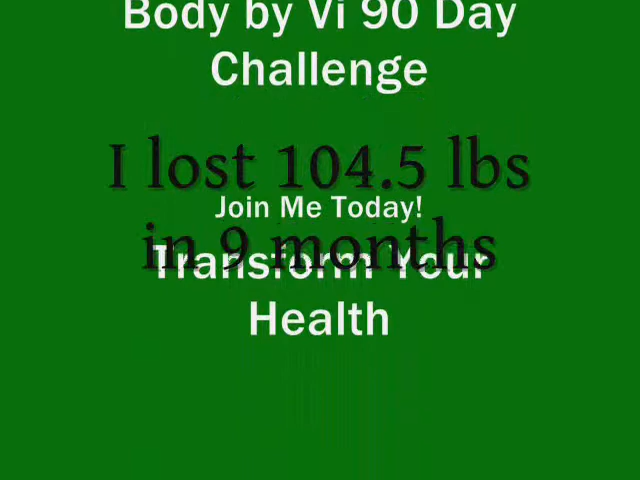 Body by Vi 90 Day
Challenge
I lost 104.5 lbs
Join Me Today!
in 9 months
Transform Your
Health